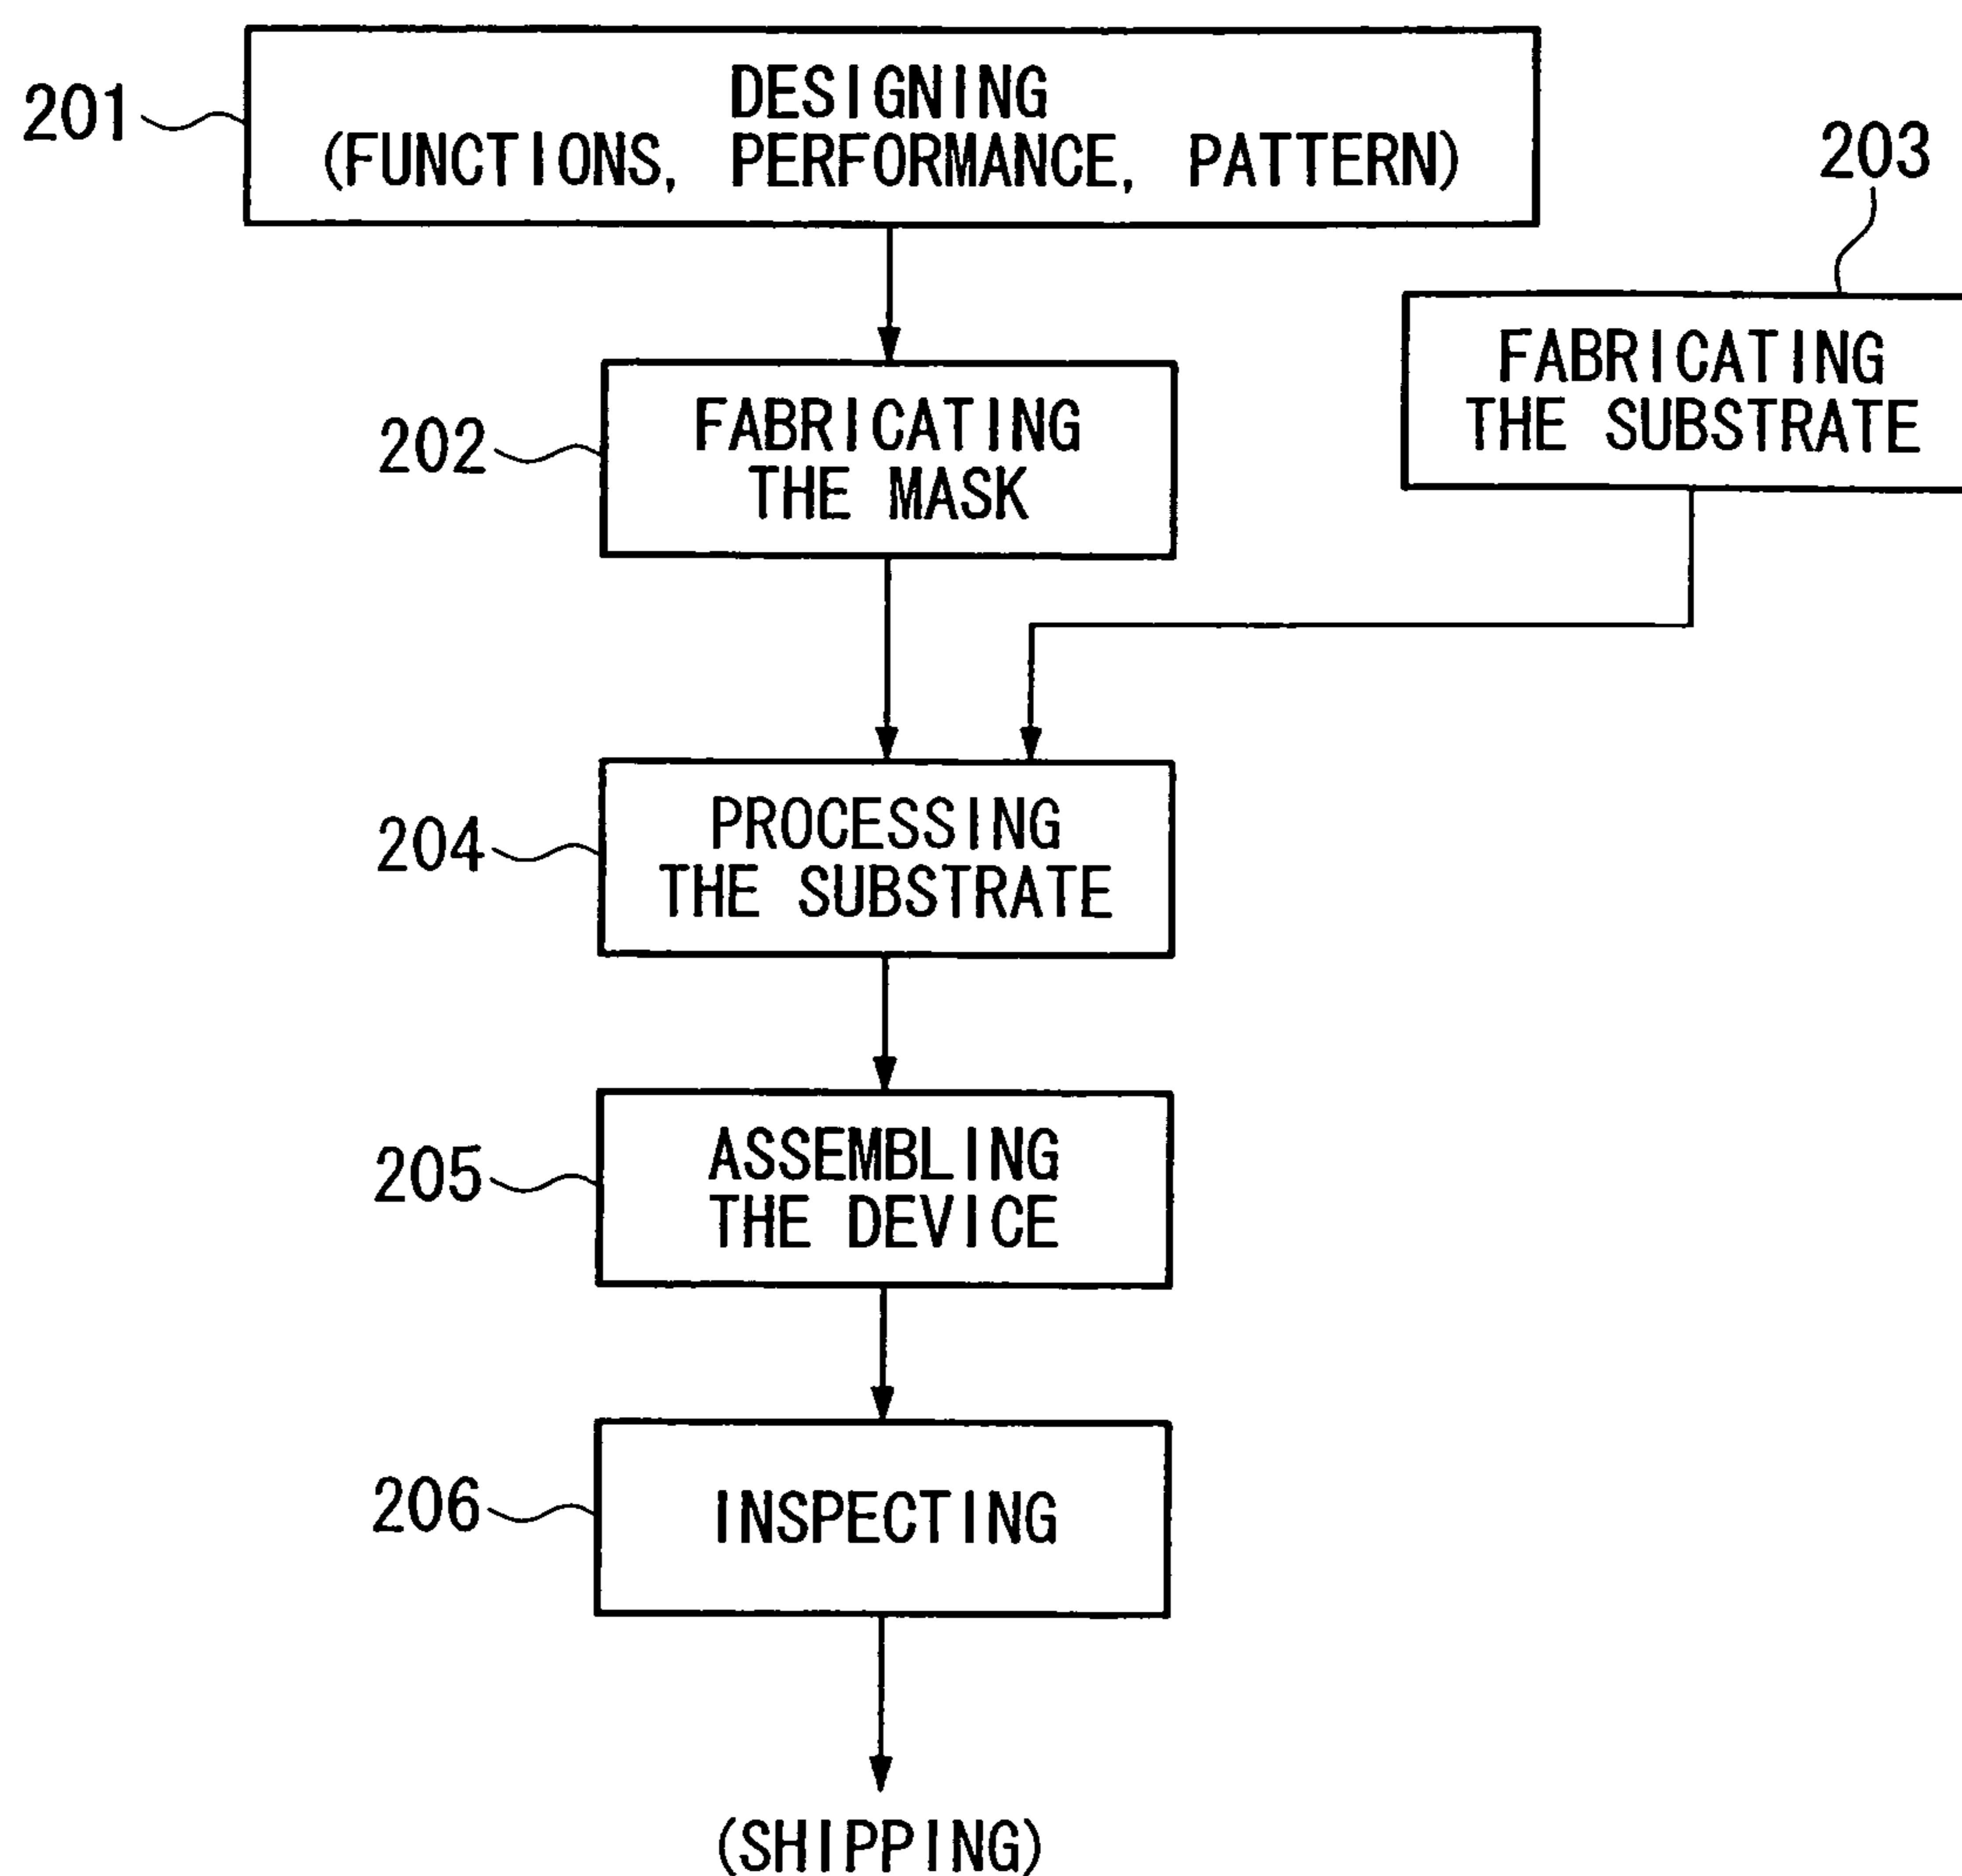 201
DESIGNING
(FUNCTIONS, PERFORMANCE, PATTERN)
203
FABRICATING
THE SUBSTRATE
202
FABRICATING
THE MASK
204
PROCESSING
THE SUBSTRATE
205
ASSEMBLING
THE DEVICE
206
INSPECTING
(SHIPPING)